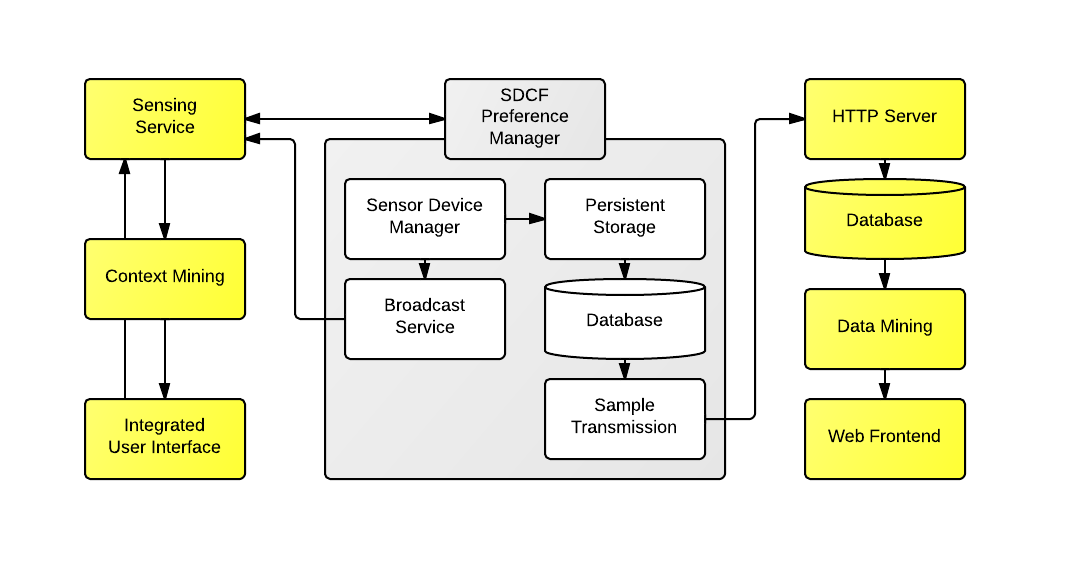 Sensing
Service
Context Mining
Integrated
User Interface
SDCF
Preference
Manager
Sensor Device
Manager
Broadcast
Service
Persistent
Storage
Database
Sample
Transmission
HTTP Server
Database
Data Mining
Web Frontend